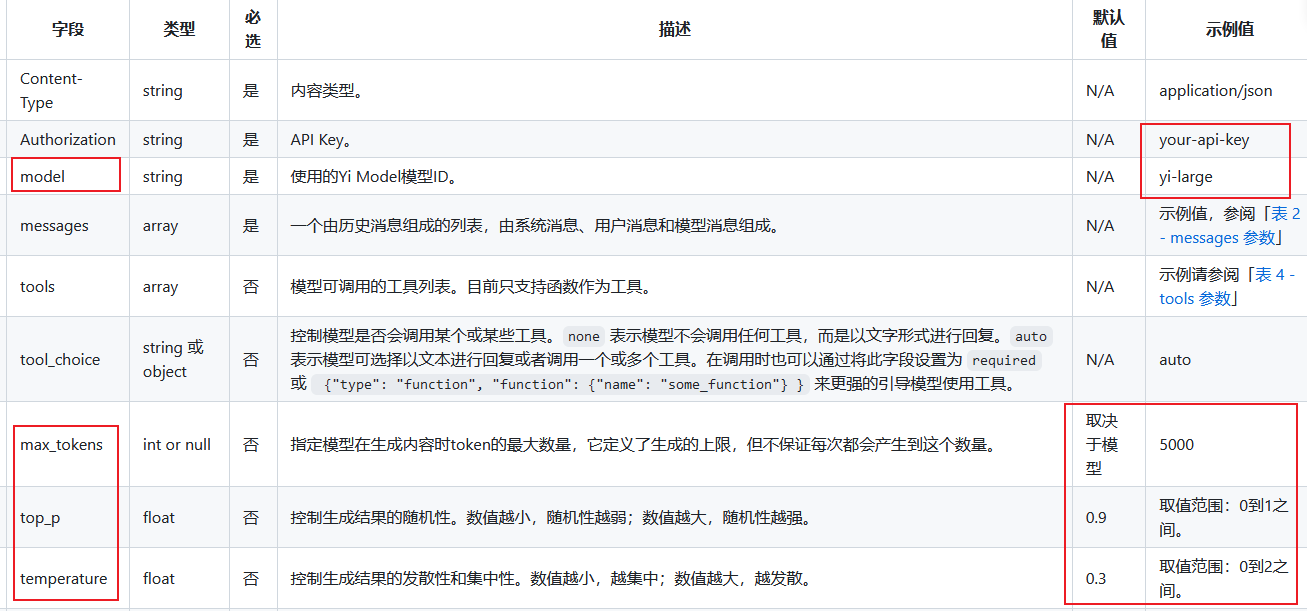 字段 类型 必选 描述 默认值 示例值
Content-Type string 是 内容类型。 N/A application/json
Authorization string 是 API Key。 N/A your-api-key
model string 是 使用的Yi Model模型ID。 N/A yi-large
messages array 是 一个由历史消息组成的列表，由系统消息、用户消息和模型消息组成。 N/A 示例值，参阅「表 2 - messages 参数」
tools array 否 模型可调用的工具列表。目前只支持函数作为工具。 N/A 示例请参阅「表 4 - tools 参数」
tool_choice string 或 object 否 控制模型是否会调用某个或某些工具。 none 表示模型不会调用任何工具，而是以文字形式进行回复。 auto
表示模型可选择以文本进行回复或者调用一个或多个工具。在调用时也可以通过将此字段设置为 required
或 {"type": "function", "function": {"name": "some_function"} } 来更强的引导模型使用工具。 N/A auto
max_tokens int or null 否 指定模型在生成内容时token的最大数量，它定义了生成的上限，但不保证每次都会产生到这个数量。 取决于模型 5000
top_p float 否 控制生成结果的随机性。数值越小，随机性越弱；数值越大，随机性越强。 0.9 取值范围：0到1之间。
temperature float 否 控制生成结果的发散性和集中性。数值越小，越集中；数值越大，越发散。 0.3 取值范围：0到2之间。